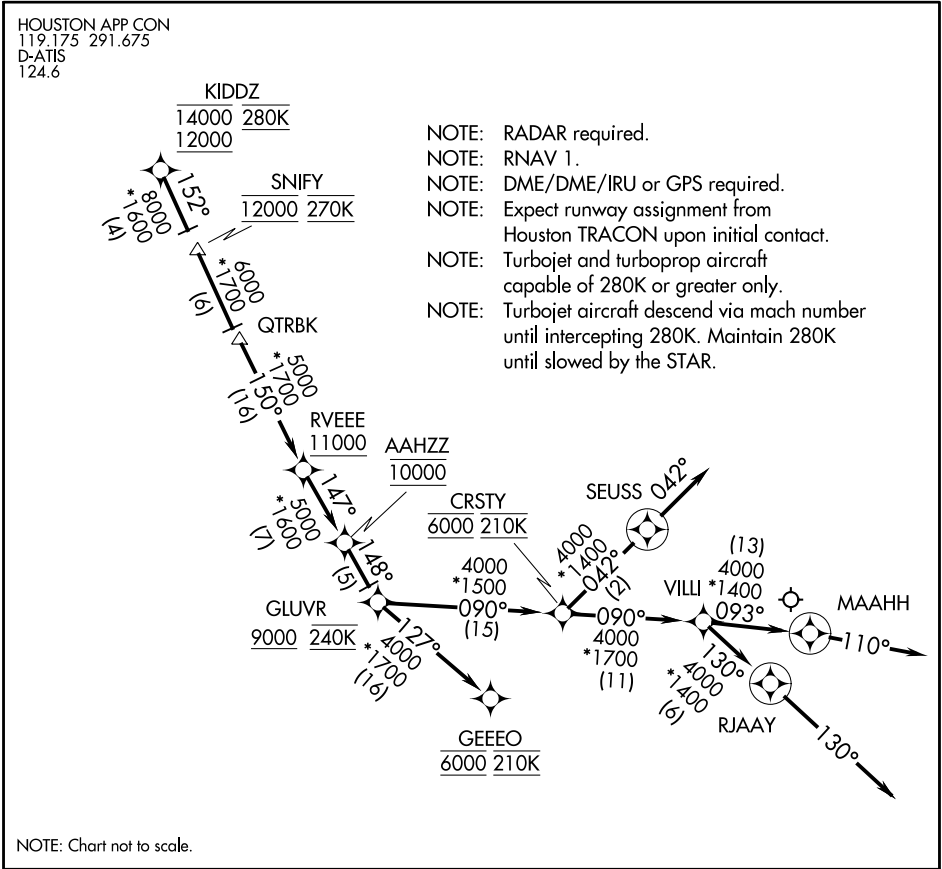 HOUSTON APP CON
119.175 291.675
D-ATIS
124.6
KIDDZ
14000 280K
12000
NOTE: RADAR required.
NOTE: RNAV 1.
NOTE: DME/DME/IRU or GPS required.
NOTE: Expect runway assignment from
Houston TRACON upon initial contact.
NOTE: Turbojet and turboprop aircraft
capable of 280K or greater only.
NOTE: Turbojet aircraft descend via mach number
until intercepting 280K. Maintain 280K
until slowed by the STAR.
152°
8000
*1600
(4)
SNIFY
12000 270K
6000
*1700
(6)
QTRBK
5000
*1700
150°
(16)
RVEEE
11000
147°
5000
*1600
(7)
AAHZZ
10000
148°
(5)
GLUVR
9000 240K
4000
*1500
090°
(15)
127°
4000
*1700
(16)
GEEEO
6000 210K
CRSTY
6000 210K
4000
*1400
042°
(2)
SEUSS
042°
090°
4000
*1700
(11)
VILLI
(13)
4000
*1400
093°
MAAHH
110°
130°
4000
*1400
(6)
RJAAY
130°
NOTE: Chart not to scale.